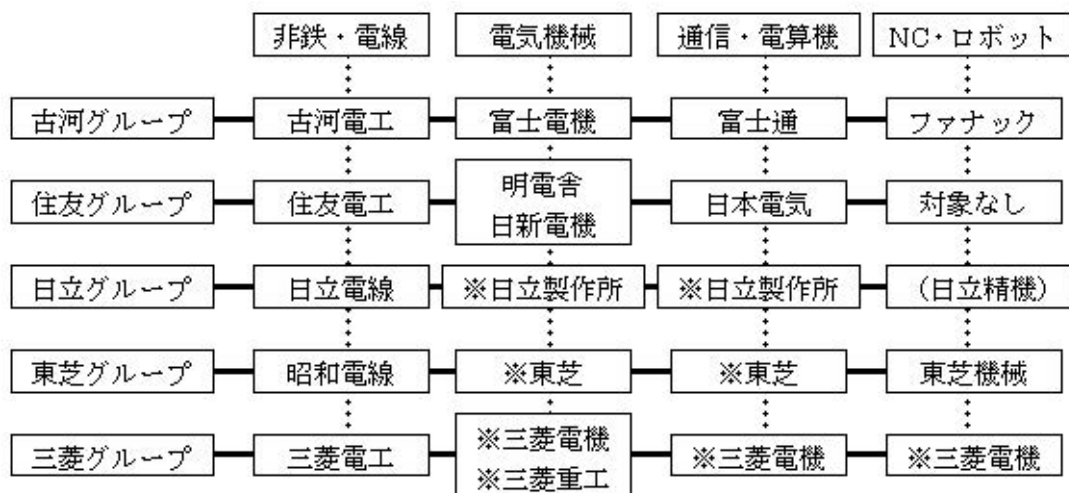 非鉄・電線 電気機械 通信・電算機 NC・ロボット
古河グループ 古河電工 富士電機 富士通 ファナック
住友グループ 住友電工 明電舎 日新電機 日本電気 対象なし
日立グループ 日立電線 ※日立製作所 ※日立製作所 (日立精機)
東芝グループ 昭和電線 ※東芝 ※東芝 東芝機械
三菱グループ 三菱電工 ※三菱電機 ※三菱重工 ※三菱電機 ※三菱電機